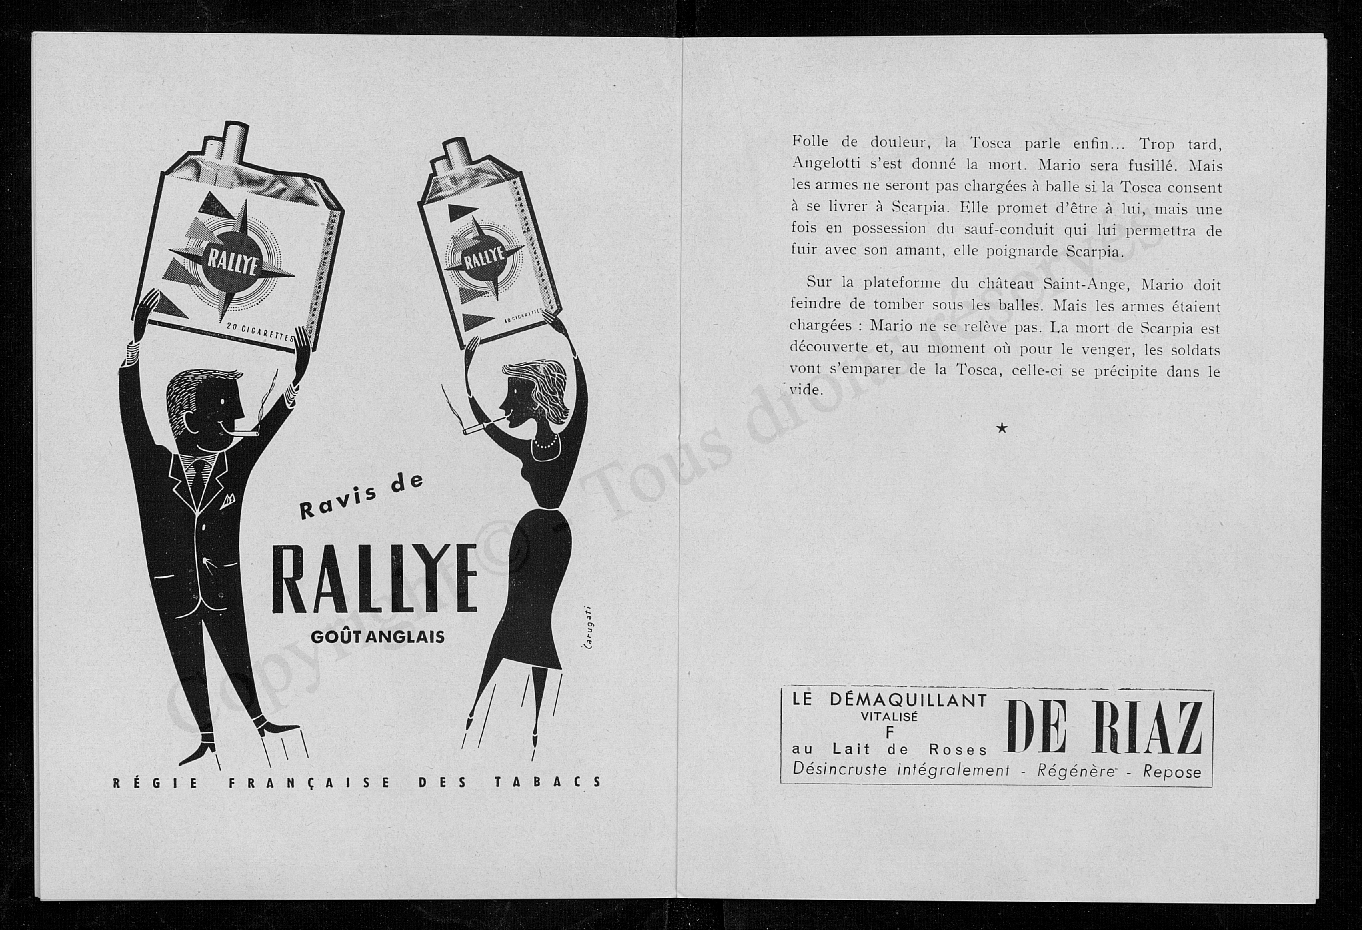 RALLYE
20 CIGARETTES
RALLYE
Ravis de
RALLYE
GOÛT ANGLAIS
Carugati
RÉGIE FRANÇAISE DES TABACS
Folle de douleur, la Tosca parle enfin... Trop tard,
Angelotti s'est donné la mort. Mario sera fusillé. Mais
les armes ne seront pas chargées à balle si la Tosca consent
à se livrer à Scarpia. Elle promet d'être à lui, mais une
fois en possession du sauf-conduit qui lui permettra de
fuir avec son amant, elle poignarde Scarpia.
Sur la plateforme du château Saint-Ange, Mario doit
feindre de tomber sous les balles. Mais les armes étaient
chargées : Mario ne se relève pas. La mort de Scarpia est
découverte et, au moment où pour le venger, les soldats
vont s'emparer de la Tosca, celle-ci se précipite dans le
vide.
LE DÉMAQUILLANT
VITALISÉ
F
au Lait de Roses
DE RIAZ
Désincruste intégralement - Régénère - Repose
Copyright © - Tous droits réservés